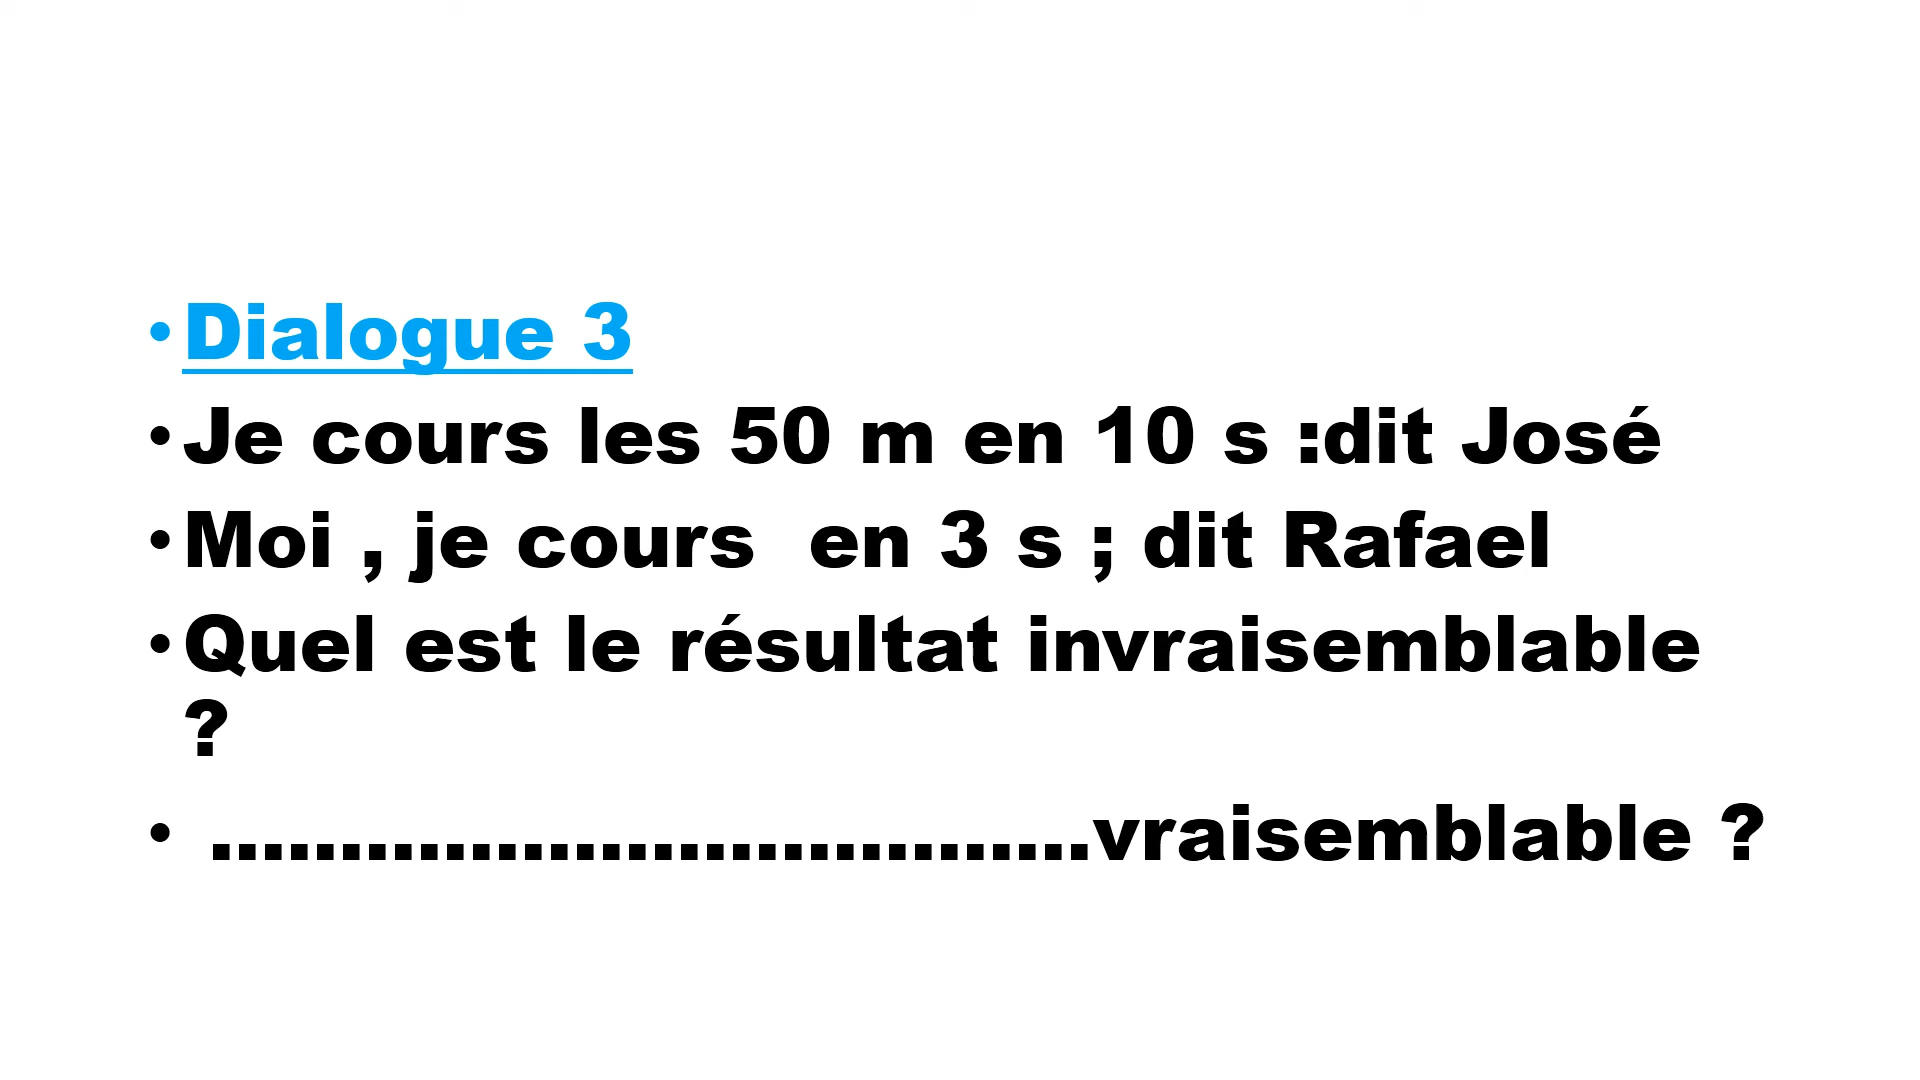 • Dialogue 3
• Je cours les 50 m en 10 s :dit José
• Moi , je cours  en 3 s ; dit Rafael
• Quel est le résultat invraisemblable
?
• ..................................vraisemblable ?